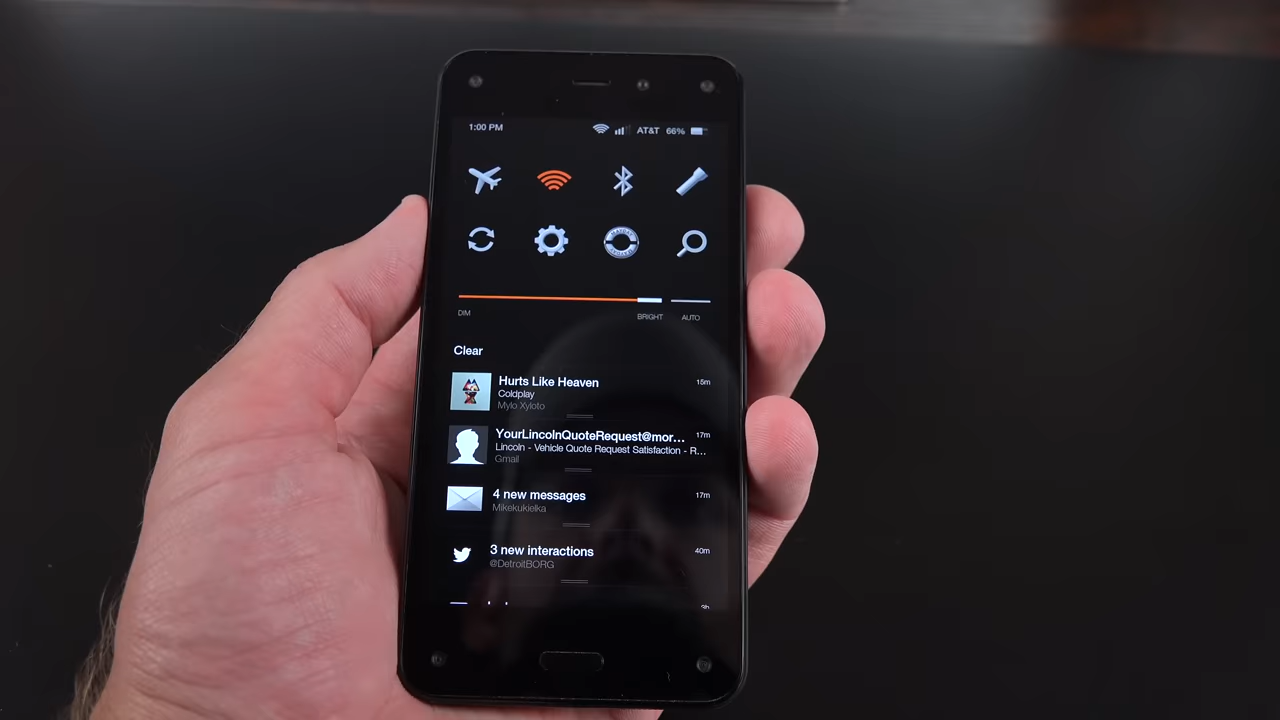 1:00 PM AT&T 66%
MAYDAY
DIM BRIGHT AUTO
Clear
Hurts Like Heaven 15m
Coldplay
Mylo Xyloto
YourLincolnQuoteRequest@mor... 17m
Lincoln - Vehicle Quote Request Satisfaction - R...
Gmail
4 new messages 17m
Mikekukielka
3 new interactions 40m
@DetroitBORG